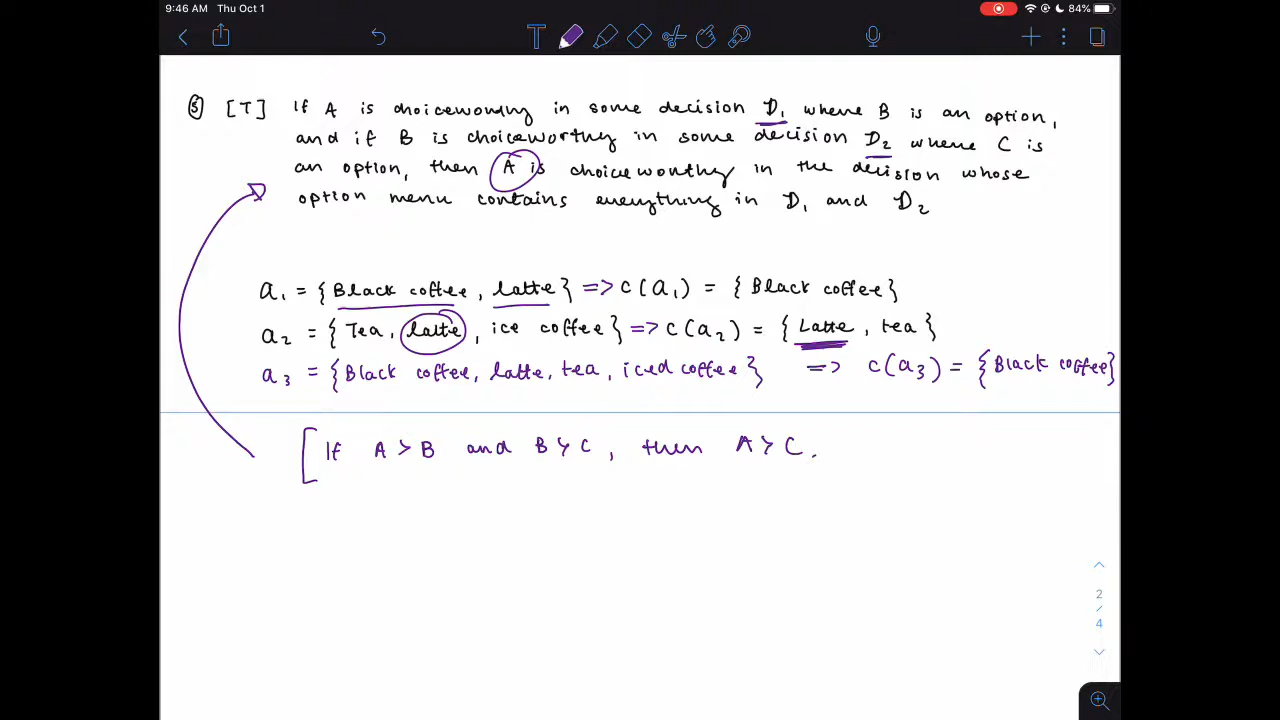 9:46 AM Thu Oct 1
84%
⑤ [T] If A is choiceworthy in some decision D₁ where B is an option,
and if B is choiceworthy in some decision D₂ where C is
an option, then A is choiceworthy in the decision whose
option menu contains everything in D₁ and D₂
a₁ = {Black coffee, latte} => c(a₁) = {Black coffee}
a₂ = {Tea, latte, ice coffee} => c(a₂) = {Latte, tea}
a₃ = {Black coffee, latte, tea, iced coffee} => c(a₃) = {Black coffee}
[If A > B and B > C, then A > C.
2
/
4